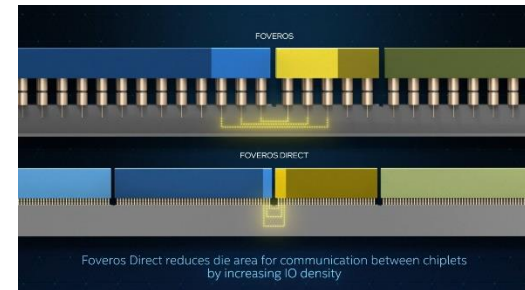 FOVEROS
FOVEROS DIRECT
Foveros Direct reduces die area for communication between chiplets
by increasing IO density